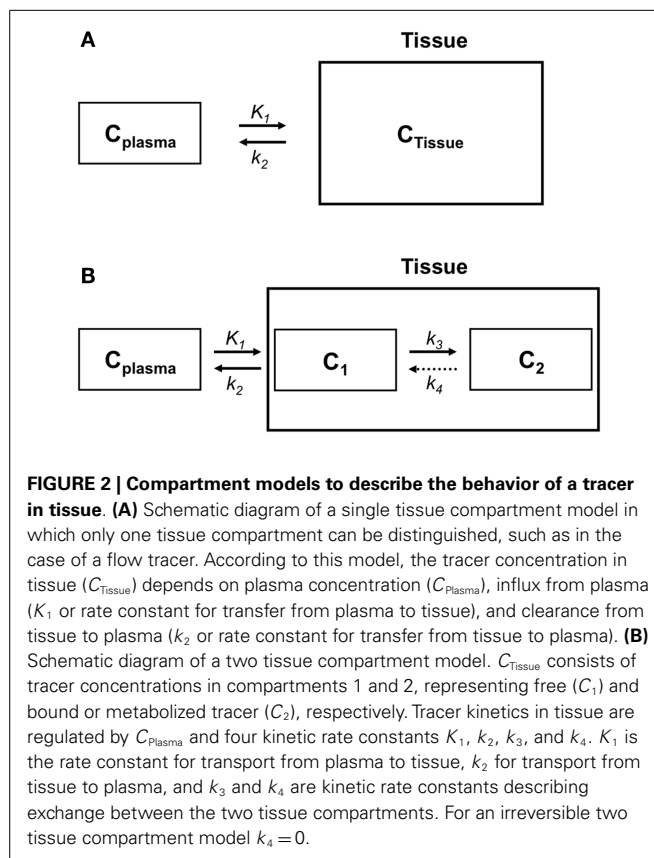 A
Tissue
C_plasma
K_1
k_2
C_Tissue
B
Tissue
C_plasma
K_1
k_2
C_1
k_3
k_4
C_2
FIGURE 2 | Compartment models to describe the behavior of a tracer
in tissue. (A) Schematic diagram of a single tissue compartment model in
which only one tissue compartment can be distinguished, such as in the
case of a flow tracer. According to this model, the tracer concentration in
tissue (C_Tissue) depends on plasma concentration (C_Plasma), influx from plasma
(K_1 or rate constant for transfer from plasma to tissue), and clearance from
tissue to plasma (k_2 or rate constant for transfer from tissue to plasma). (B)
Schematic diagram of a two tissue compartment model. C_Tissue consists of
tracer concentrations in compartments 1 and 2, representing free (C_1) and
bound or metabolized tracer (C_2), respectively. Tracer kinetics in tissue are
regulated by C_Plasma and four kinetic rate constants K_1, k_2, k_3, and k_4. K_1 is
the rate constant for transport from plasma to tissue, k_2 for transport from
tissue to plasma, and k_3 and k_4 are kinetic rate constants describing
exchange between the two tissue compartments. For an irreversible two
tissue compartment model k_4 = 0.